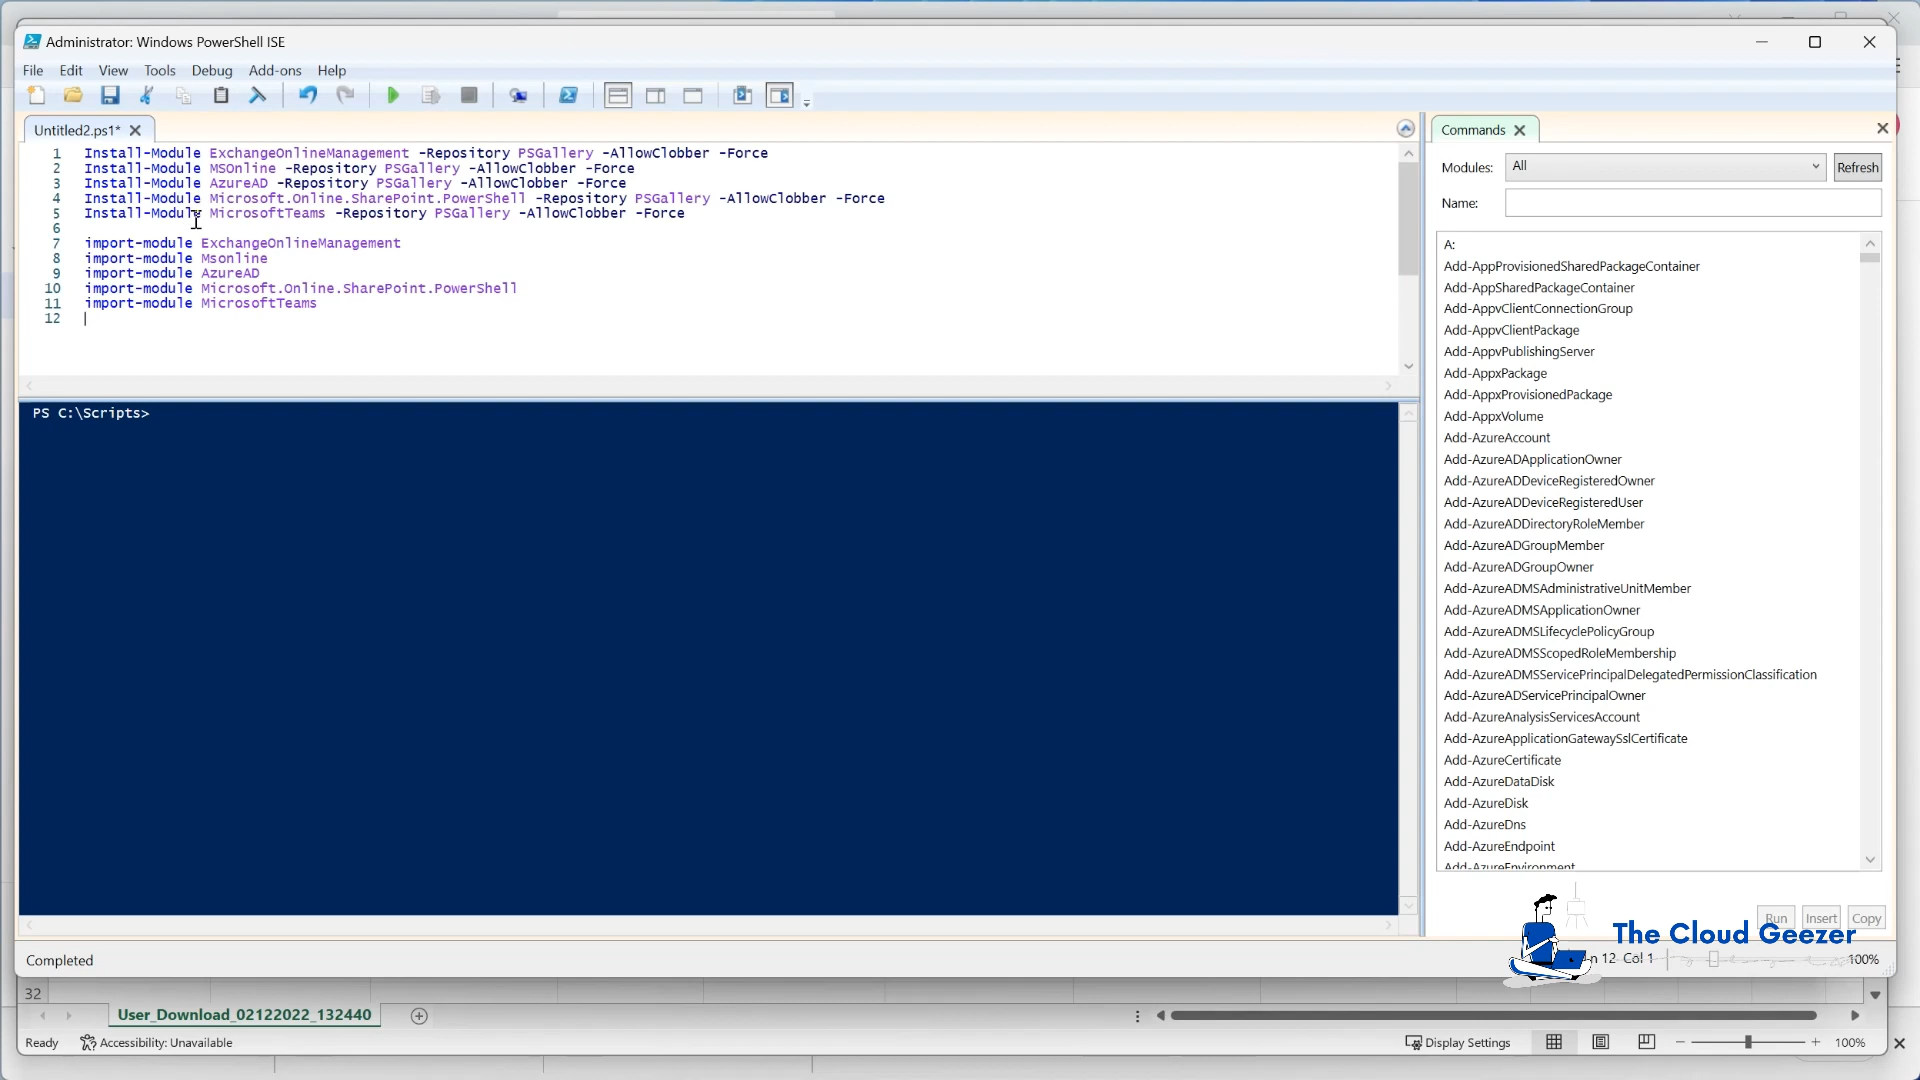 Administrator: Windows PowerShell ISE
File Edit View Tools Debug Add-ons Help
Untitled2.ps1*
1 Install-Module ExchangeOnlineManagement -Repository PSGallery -AllowClobber -Force
2 Install-Module MSOnline -Repository PSGallery -AllowClobber -Force
3 Install-Module AzureAD -Repository PSGallery -AllowClobber -Force
4 Install-Module Microsoft.Online.SharePoint.PowerShell -Repository PSGallery -AllowClobber -Force
5 Install-Module MicrosoftTeams -Repository PSGallery -AllowClobber -Force
6
7 import-module ExchangeOnlineManagement
8 import-module Msonline
9 import-module AzureAD
10 import-module Microsoft.Online.SharePoint.PowerShell
11 import-module MicrosoftTeams
12
PS C:\Scripts>
Commands
Modules: All Refresh
Name:
A:
Add-AppProvisionedSharedPackageContainer
Add-AppSharedPackageContainer
Add-AppvClientConnectionGroup
Add-AppvClientPackage
Add-AppvPublishingServer
Add-AppxPackage
Add-AppxProvisionedPackage
Add-AppxVolume
Add-AzureAccount
Add-AzureADApplicationOwner
Add-AzureADDeviceRegisteredOwner
Add-AzureADDeviceRegisteredUser
Add-AzureADDirectoryRoleMember
Add-AzureADGroupMember
Add-AzureADGroupOwner
Add-AzureADMSAdministrativeUnitMember
Add-AzureADMSApplicationOwner
Add-AzureADMSLifecyclePolicyGroup
Add-AzureADMSScopedRoleMembership
Add-AzureADMSServicePrincipalDelegatedPermissionClassification
Add-AzureADServicePrincipalOwner
Add-AzureAnalysisServicesAccount
Add-AzureApplicationGatewaySslCertificate
Add-AzureCertificate
Add-AzureDataDisk
Add-AzureDisk
Add-AzureDns
Add-AzureEndpoint
Add-AzureEnvironment
Run Insert Copy
The Cloud Geezer
Completed
n 12 Col 1 100%
32
User_Download_02122022_132440
Ready Accessibility: Unavailable Display Settings 100%